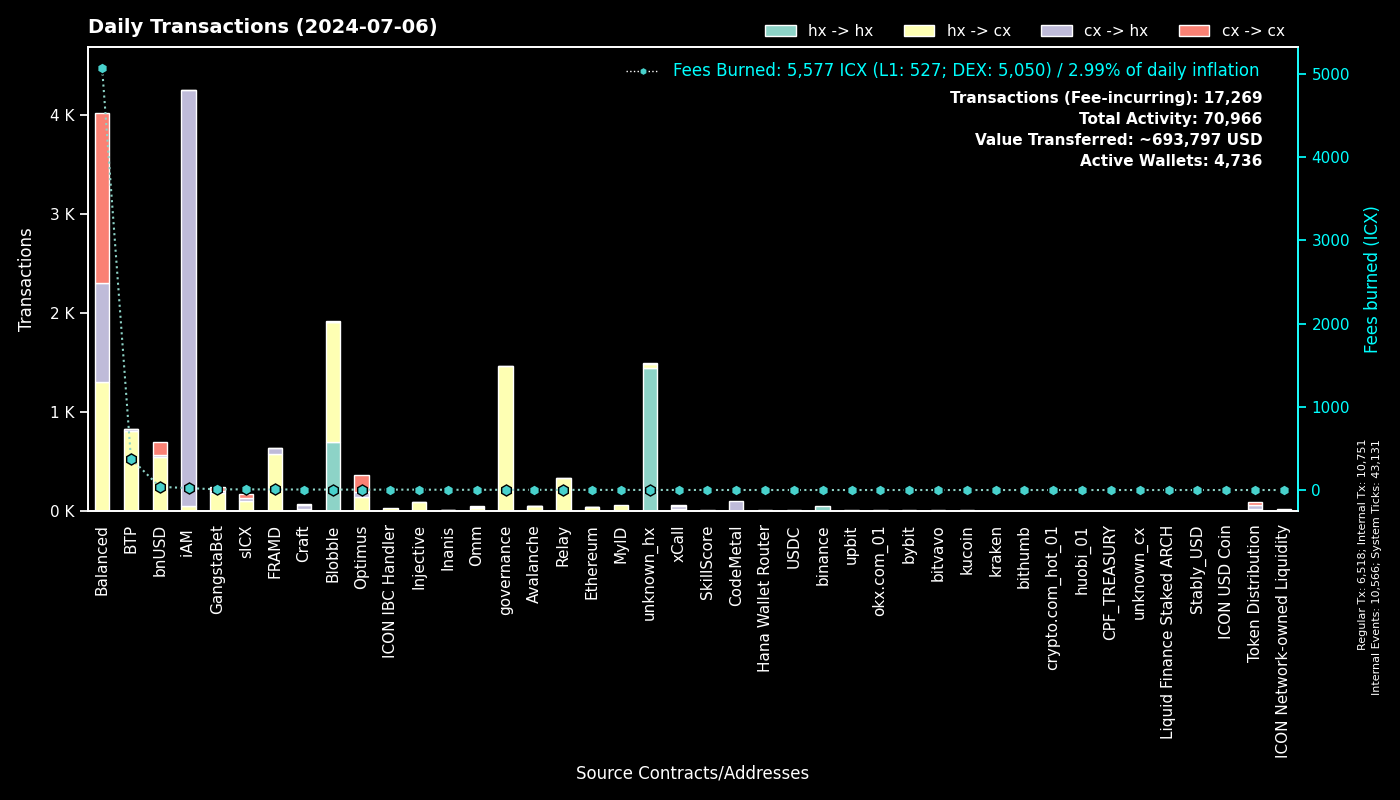 Daily Transactions (2024-07-06)
hx -> hx
hx -> cx
cx -> hx
cx -> cx
Fees Burned: 5,577 ICX (L1: 527; DEX: 5,050) / 2.99% of daily inflation
Transactions (Fee-incurring): 17,269
Total Activity: 70,966
Value Transferred: ~693,797 USD
Active Wallets: 4,736
Transactions
4 K
3 K
2 K
1 K
0 K
5000
4000
3000
2000
1000
0
Fees burned (ICX)
Balanced
BTP
bnUSD
iAM
GangstaBet
sICX
FRAMD
Craft
Blobble
Optimus
ICON IBC Handler
Injective
Inanis
Omm
governance
Avalanche
Relay
Ethereum
MyID
unknown_hx
xCall
SkillScore
CodeMetal
Hana Wallet Router
USDC
binance
upbit
okx.com_01
bybit
bitvavo
kucoin
kraken
bithumb
crypto.com_hot_01
huobi_01
CPF_TREASURY
unknown_cx
Liquid Finance Staked ARCH
Stably_USD
ICON USD Coin
Token Distribution
ICON Network-owned Liquidity
Source Contracts/Addresses
Regular Tx: 6,518; Internal Tx: 10,751
Internal Events: 10,566; System Ticks: 43,131